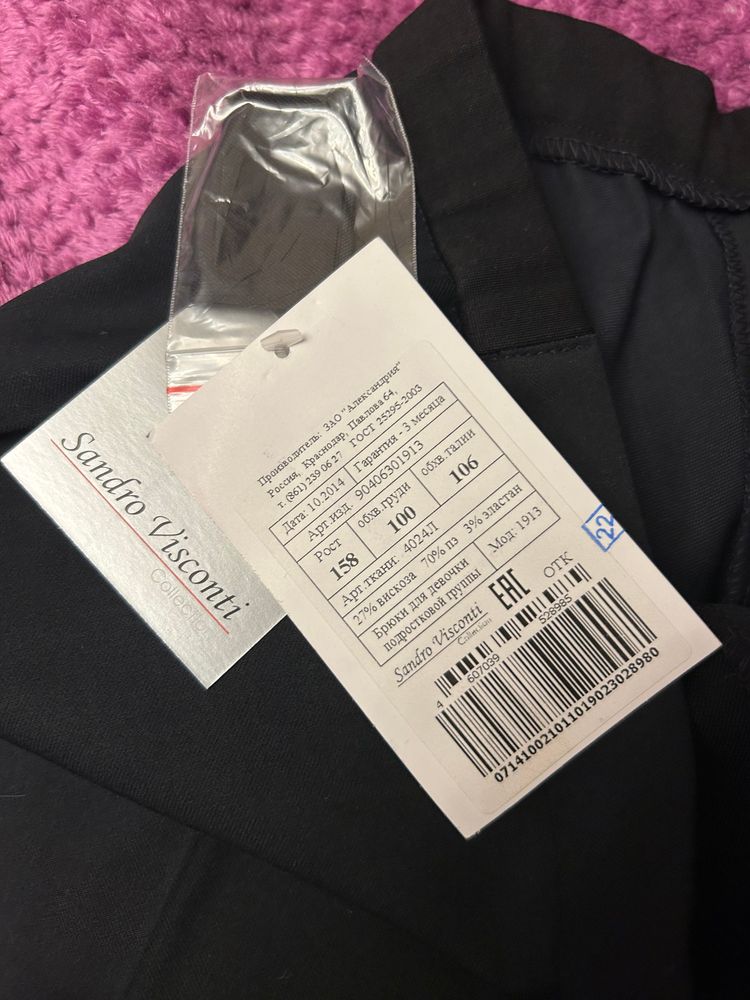 Sandro Visconti
Collection
Производитель: ЗАО "Александрия"
Россия, Краснодар, Павлова 64,
т. (861) 239 06 27 ГОСТ 25295-2003
Дата: 10.2014 Гарантия - 3 месяца
Арт.изд. 90406301913
Рост обхв.груди обхв.талии
158 100 106
Арт.ткани: 4024Л
27% вискоза 70% пэ 3% эластан
Брюки для девочки
подростковой группы
Мод: 1913
Sandro Visconti
Collection
EAC
ОТК
22
4 607039 528985
07141002101101902302898​0